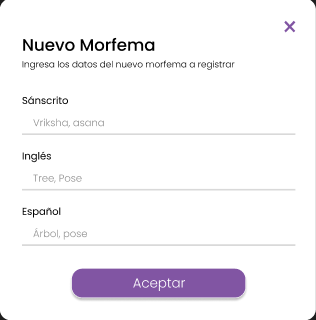 Nuevo Morfema
Ingresa los datos del nuevo morfema a registrar
Sánscrito
Vriksha, asana
Inglés
Tree, Pose
Español
Árbol, pose
Aceptar